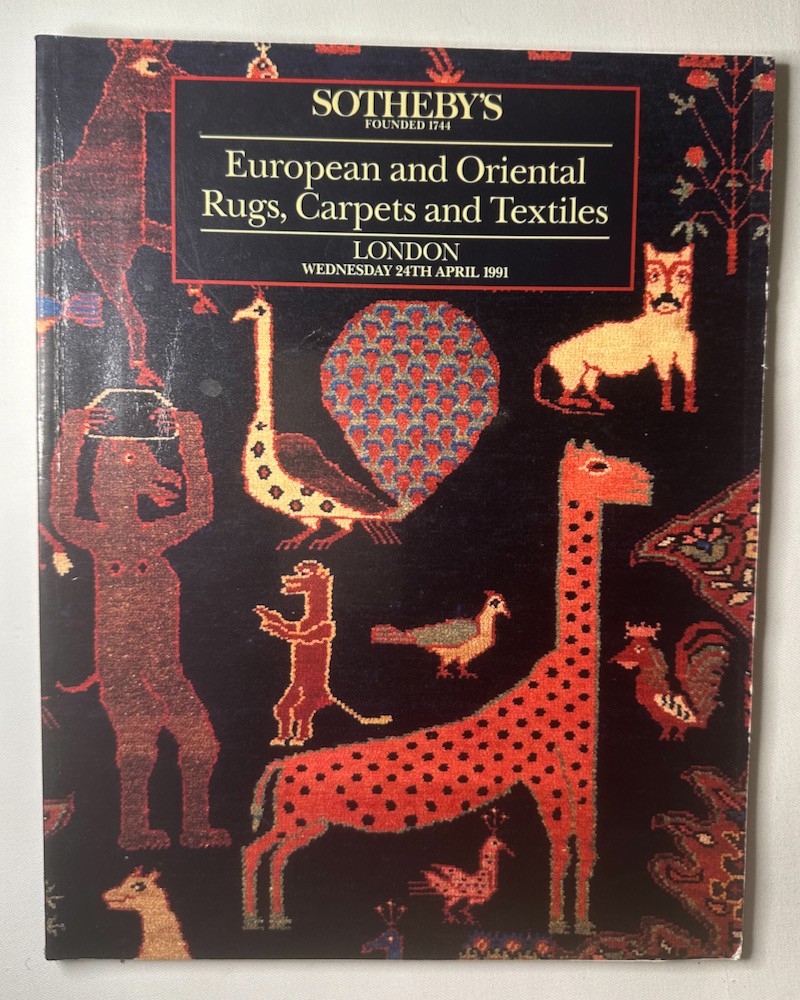 SOTHEBY'S
FOUNDED 1744
European and Oriental
Rugs, Carpets and Textiles
LONDON
WEDNESDAY 24TH APRIL 1991